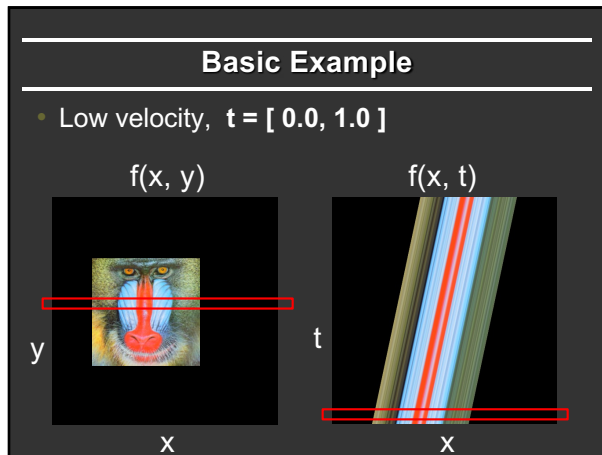 Basic Example
• Low velocity, t = [ 0.0, 1.0 ]
f(x, y)
f(x, t)
y
t
x
x